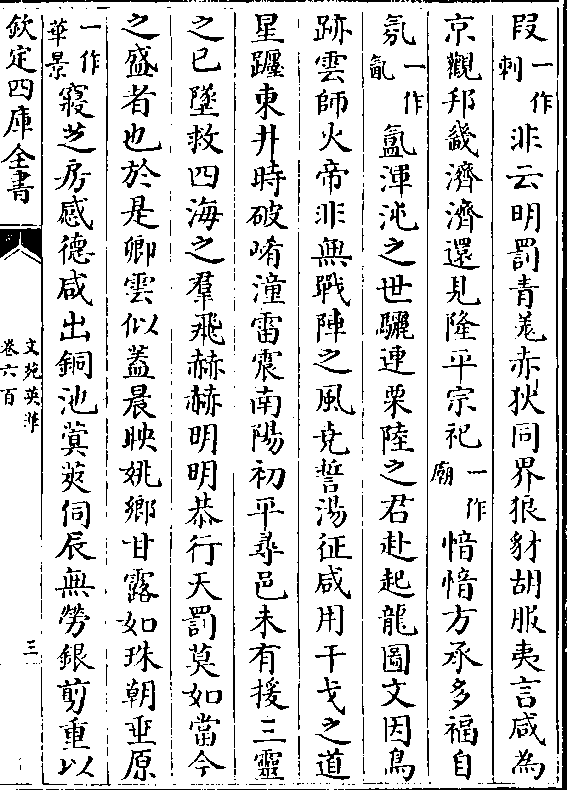 段一作刺非云明罰青羗赤狄同界狼豺胡服夷言咸為
京觀邦畿濟濟還見隆平宗祀一作廟愔愔方承多福自
氛一作氤氲渾沌之世驪連栗陸之君卦起龍圖文因鳥
跡雲師火帝非無戰陣之風堯誓湯征咸用干戈之道
星躔東井時破崤潼雷震南陽初平尋邑未有援三靈
之已墜救四海之羣飛赫赫明明恭行天罰莫如當今
之盛者也於是卿雲似蓋晨映姚鄉甘露如珠朝垂原
一作華景寢芝房感德咸出銅池蓂莢伺辰無勞銀剪重以
欽定四庫全書
文苑英華
卷六百
三